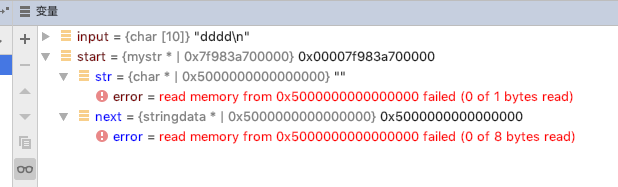 变量
input = {char [10]} "dddd\n"
start = {mystr * | 0x7f983a700000} 0x00007f983a700000
str = {char * | 0x5000000000000000} ""
error = read memory from 0x5000000000000000 failed (0 of 1 bytes read)
next = {stringdata * | 0x5000000000000000} 0x5000000000000000
error = read memory from 0x5000000000000000 failed (0 of 8 bytes read)